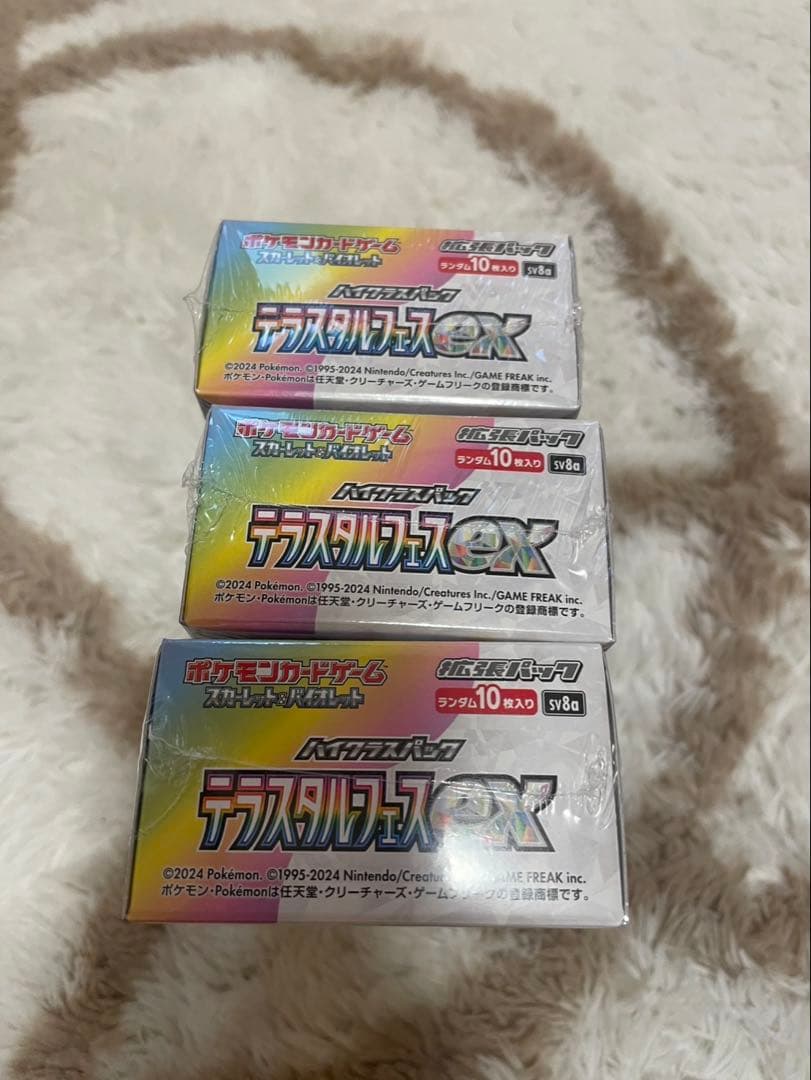 ポケモンカードゲーム 拡張パック
スカーレット&バイオレット ランダム10枚入り sv8a
ハイクラスパック
テラスタルフェスex
©2024 Pokémon. ©1995-2024 Nintendo/Creatures Inc./GAME FREAK inc.
ポケモン・Pokémonは任天堂・クリーチャーズ・ゲームフリークの登録商標です。
ポケモンカードゲーム 拡張パック
スカーレット&バイオレット ランダム10枚入り sv8a
ハイクラスパック
テラスタルフェスex
©2024 Pokémon. ©1995-2024 Nintendo/Creatures Inc./GAME FREAK inc.
ポケモン・Pokémonは任天堂・クリーチャーズ・ゲームフリークの登録商標です。
ポケモンカードゲーム 拡張パック
スカーレット&バイオレット ランダム10枚入り sv8a
ハイクラスパック
テラスタルフェスex
©2024 Pokémon. ©1995-2024 Nintendo/Creatu GAME FREAK inc.
ポケモン・Pokémonは任天堂・クリーチャーズ・ゲームフリークの登録商標です。